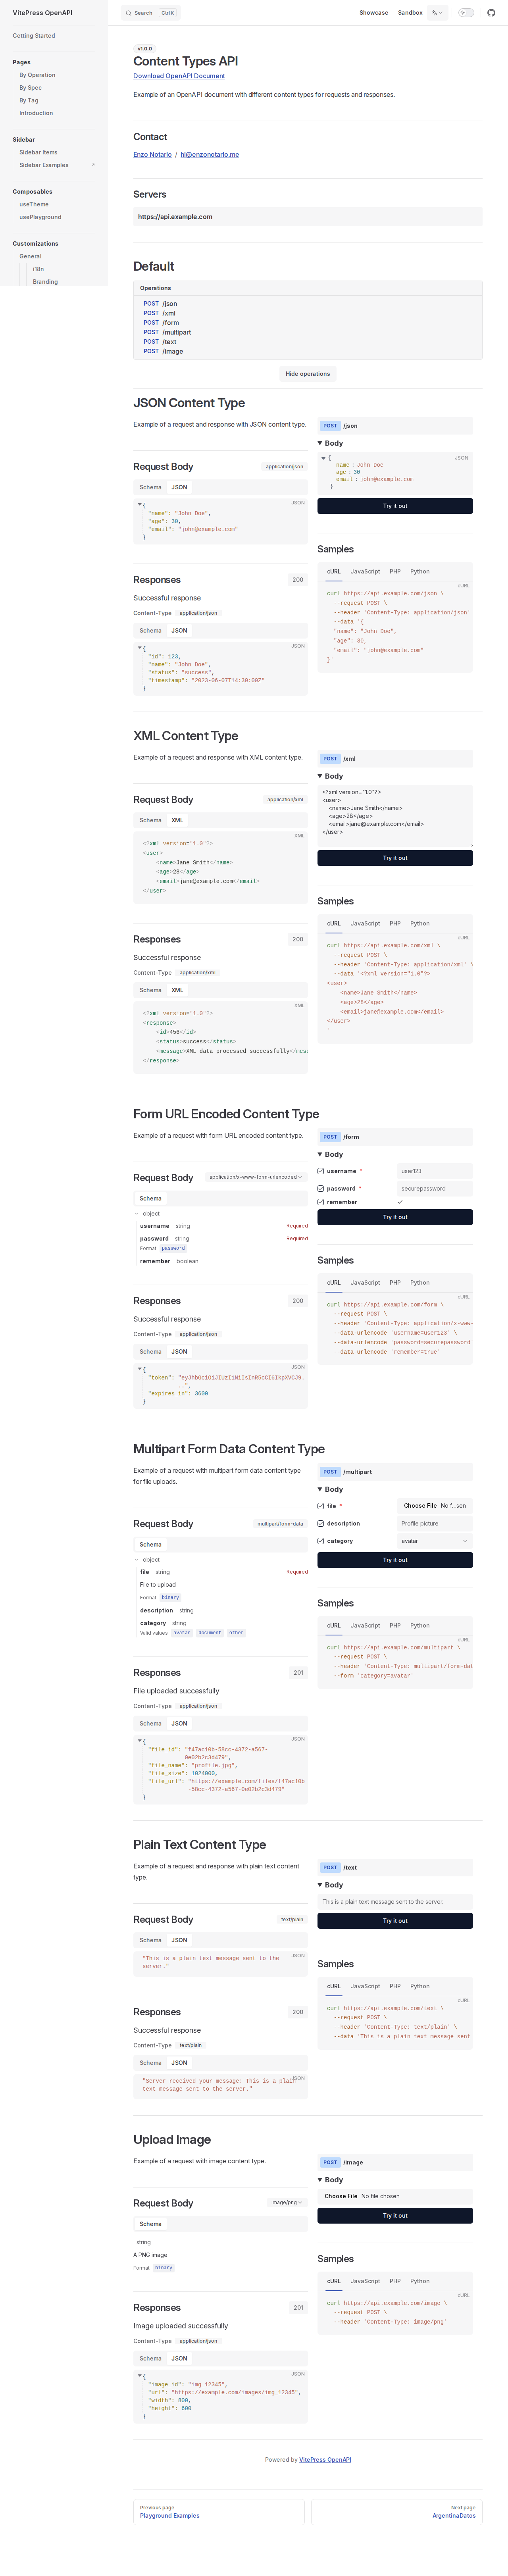 VitePress OpenAPI
Search Ctrl K
Showcase
Sandbox
Getting Started
Pages
By Operation
By Spec
By Tag
Introduction
Sidebar
Sidebar Items
Sidebar Examples
Composables
useTheme
usePlayground
Customizations
General
i18n
Branding
v1.0.0
Content Types API
Download OpenAPI Document
Example of an OpenAPI document with different content types for requests and responses.
Contact
Enzo Notario / hi@enzonotario.me
Servers
https://api.example.com
Default
Operations
POST /json
POST /xml
POST /form
POST /multipart
POST /text
POST /image
Hide operations
JSON Content Type
Example of a request and response with JSON content type.
Request Body application/json
Schema JSON
JSON
{
"name": "John Doe",
"age": 30,
"email": "john@example.com"
}
Responses 200
Successful response
Content-Type application/json
Schema JSON
JSON
{
"id": 123,
"name": "John Doe",
"status": "success",
"timestamp": "2023-06-07T14:30:00Z"
}
POST /json
Body
JSON
{
name : John Doe
age : 30
email : john@example.com
}
Try it out
Samples
cURL JavaScript PHP Python
cURL
curl https://api.example.com/json \
--request POST \
--header 'Content-Type: application/json'
--data '{
"name": "John Doe",
"age": 30,
"email": "john@example.com"
}'
XML Content Type
Example of a request and response with XML content type.
Request Body application/xml
Schema XML
XML
<?xml version="1.0"?>
<user>
<name>Jane Smith</name>
<age>28</age>
<email>jane@example.com</email>
</user>
Responses 200
Successful response
Content-Type application/xml
Schema XML
XML
<?xml version="1.0"?>
<response>
<id>456</id>
<status>success</status>
<message>XML data processed successfully</mess
</response>
POST /xml
Body
<?xml version="1.0"?>
<user>
<name>Jane Smith</name>
<age>28</age>
<email>jane@example.com</email>
</user>
Try it out
Samples
cURL JavaScript PHP Python
cURL
curl https://api.example.com/xml \
--request POST \
--header 'Content-Type: application/xml' \
--data '<?xml version="1.0"?>
<user>
<name>Jane Smith</name>
<age>28</age>
<email>jane@example.com</email>
</user>
'
Form URL Encoded Content Type
Example of a request with form URL encoded content type.
Request Body application/x-www-form-urlencoded
Schema
object
username string Required
password string Required
Format password
remember boolean
Responses 200
Successful response
Content-Type application/json
Schema JSON
JSON
{
"token": "eyJhbGciOiJIUzI1NiIsInR5cCI6IkpXVCJ9.
..",
"expires_in": 3600
}
POST /form
Body
username * user123
password * securepassword
remember
Try it out
Samples
cURL JavaScript PHP Python
cURL
curl https://api.example.com/form \
--request POST \
--header 'Content-Type: application/x-www-
--data-urlencode 'username=user123' \
--data-urlencode 'password=securepassword'
--data-urlencode 'remember=true'
Multipart Form Data Content Type
Example of a request with multipart form data content type
for file uploads.
Request Body multipart/form-data
Schema
object
file string Required
File to upload
Format binary
description string
category string
Valid values avatar document other
Responses 201
File uploaded successfully
Content-Type application/json
Schema JSON
JSON
{
"file_id": "f47ac10b-58cc-4372-a567-
0e02b2c3d479",
"file_name": "profile.jpg",
"file_size": 1024000,
"file_url": "https://example.com/files/f47ac10b
-58cc-4372-a567-0e02b2c3d479"
}
POST /multipart
Body
file * Choose File No f...sen
description Profile picture
category avatar
Try it out
Samples
cURL JavaScript PHP Python
cURL
curl https://api.example.com/multipart \
--request POST \
--header 'Content-Type: multipart/form-dat
--form 'category=avatar'
Plain Text Content Type
Example of a request and response with plain text content
type.
Request Body text/plain
Schema JSON
JSON
"This is a plain text message sent to the
server."
Responses 200
Successful response
Content-Type text/plain
Schema JSON
JSON
"Server received your message: This is a plain
text message sent to the server."
POST /text
Body
This is a plain text message sent to the server.
Try it out
Samples
cURL JavaScript PHP Python
cURL
curl https://api.example.com/text \
--request POST \
--header 'Content-Type: text/plain' \
--data 'This is a plain text message sent
Upload Image
Example of a request with image content type.
Request Body image/png
Schema
string
A PNG image
Format binary
Responses 201
Image uploaded successfully
Content-Type application/json
Schema JSON
JSON
{
"image_id": "img_12345",
"url": "https://example.com/images/img_12345",
"width": 800,
"height": 600
}
POST /image
Body
Choose File No file chosen
Try it out
Samples
cURL JavaScript PHP Python
cURL
curl https://api.example.com/image \
--request POST \
--header 'Content-Type: image/png'
Powered by VitePress OpenAPI
Previous page
Playground Examples
Next page
ArgentinaDatos